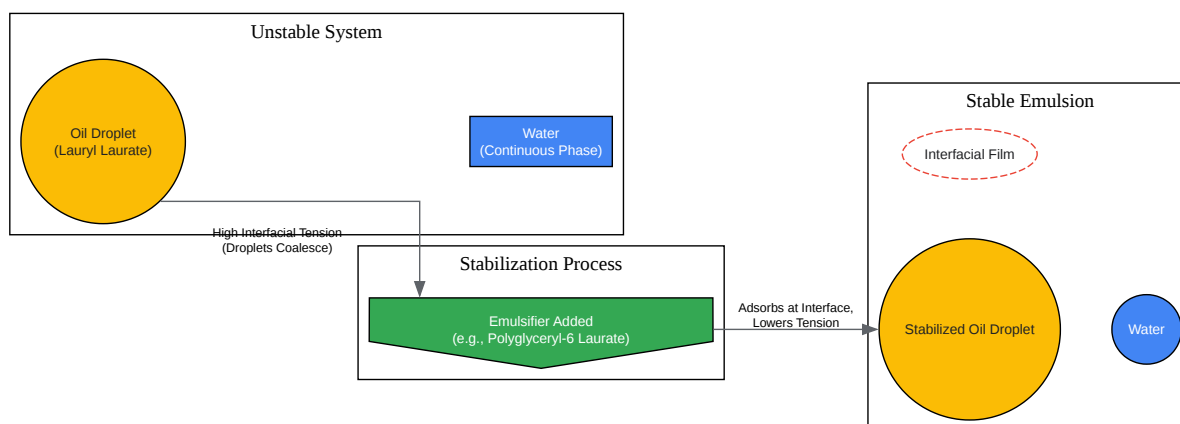 Unstable System
Oil Droplet
(Lauryl Laurate)
Water
(Continuous Phase)
High Interfacial Tension
(Droplets Coalesce)
Stabilization Process
Emulsifier Added
(e.g., Polyglyceryl-6 Laurate)
Adsorbs at Interface,
Lowers Tension
Stable Emulsion
Interfacial Film
Stabilized Oil Droplet
Water